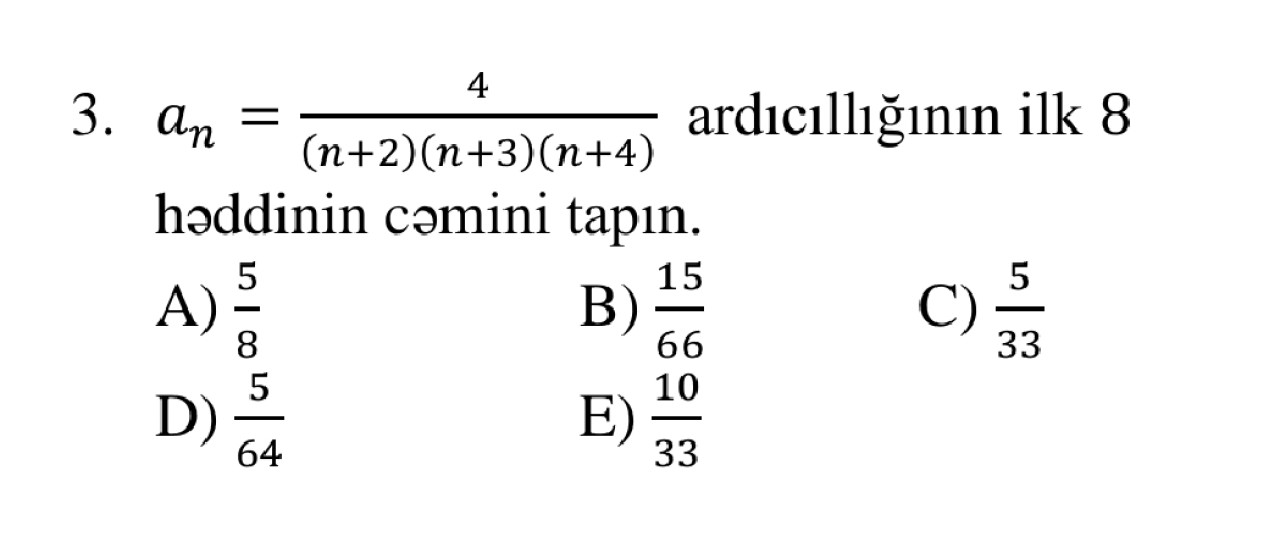 3. aₙ = 4/((n+2)(n+3)(n+4)) ardıcıllığının ilk 8
həddinin cəmini tapın.
A) 5/8 B) 15/66 C) 5/33
D) 5/64 E) 10/33